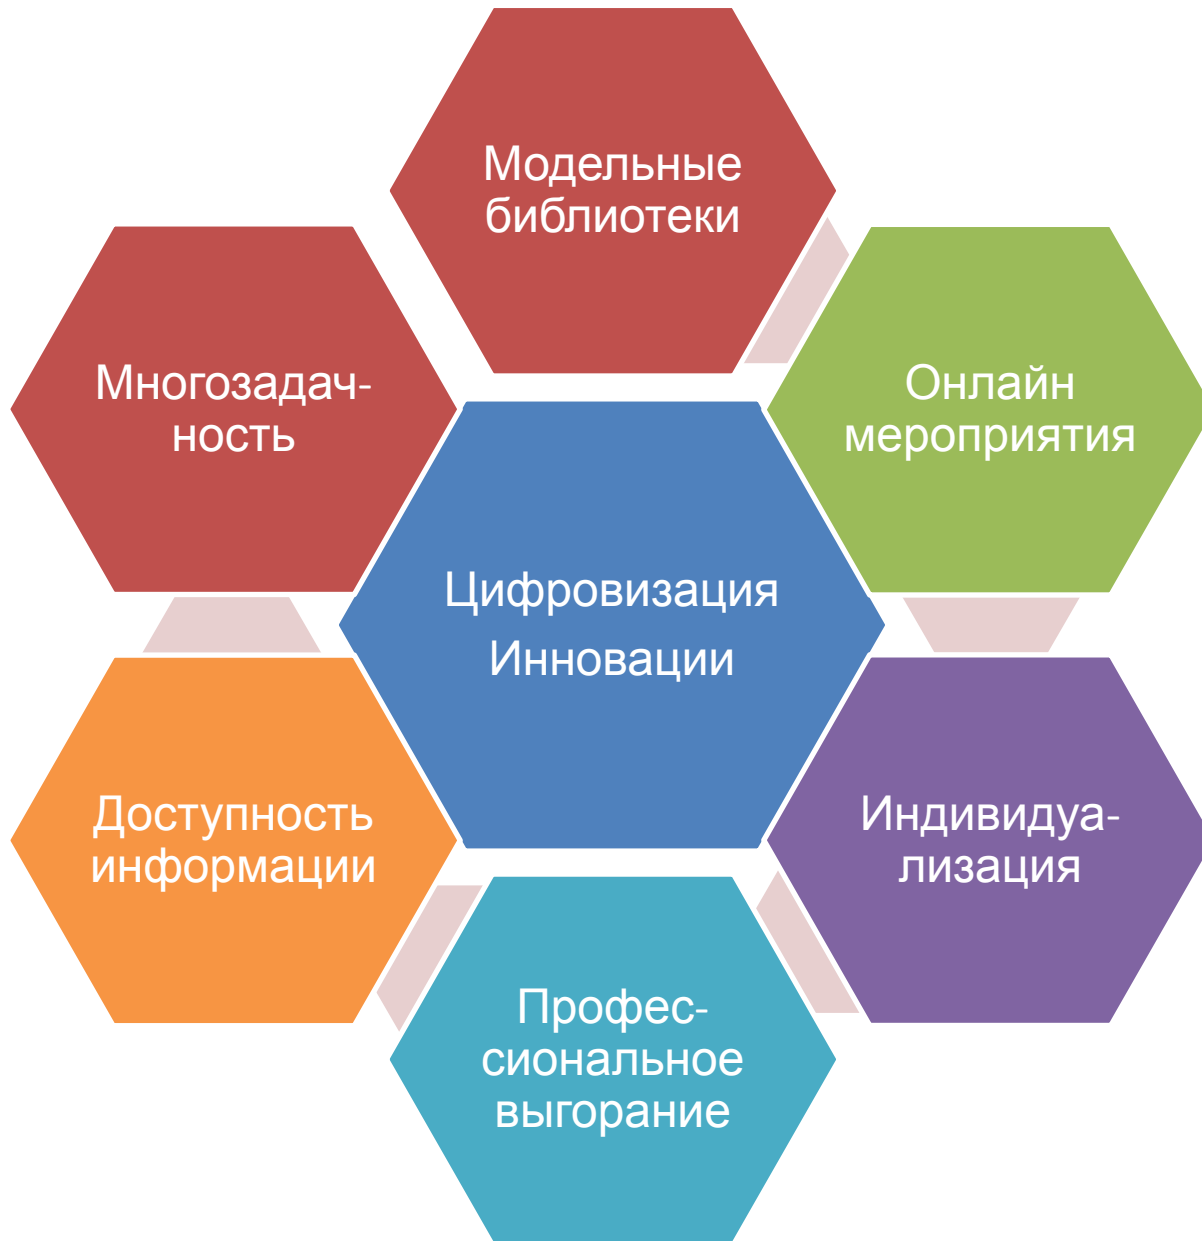 Модельные
библиотеки
Многозадач-
ность
Онлайн
мероприятия
Цифровизация
Инновации
Доступность
информации
Индивидуа-
лизация
Профес-
сиональное
выгорание